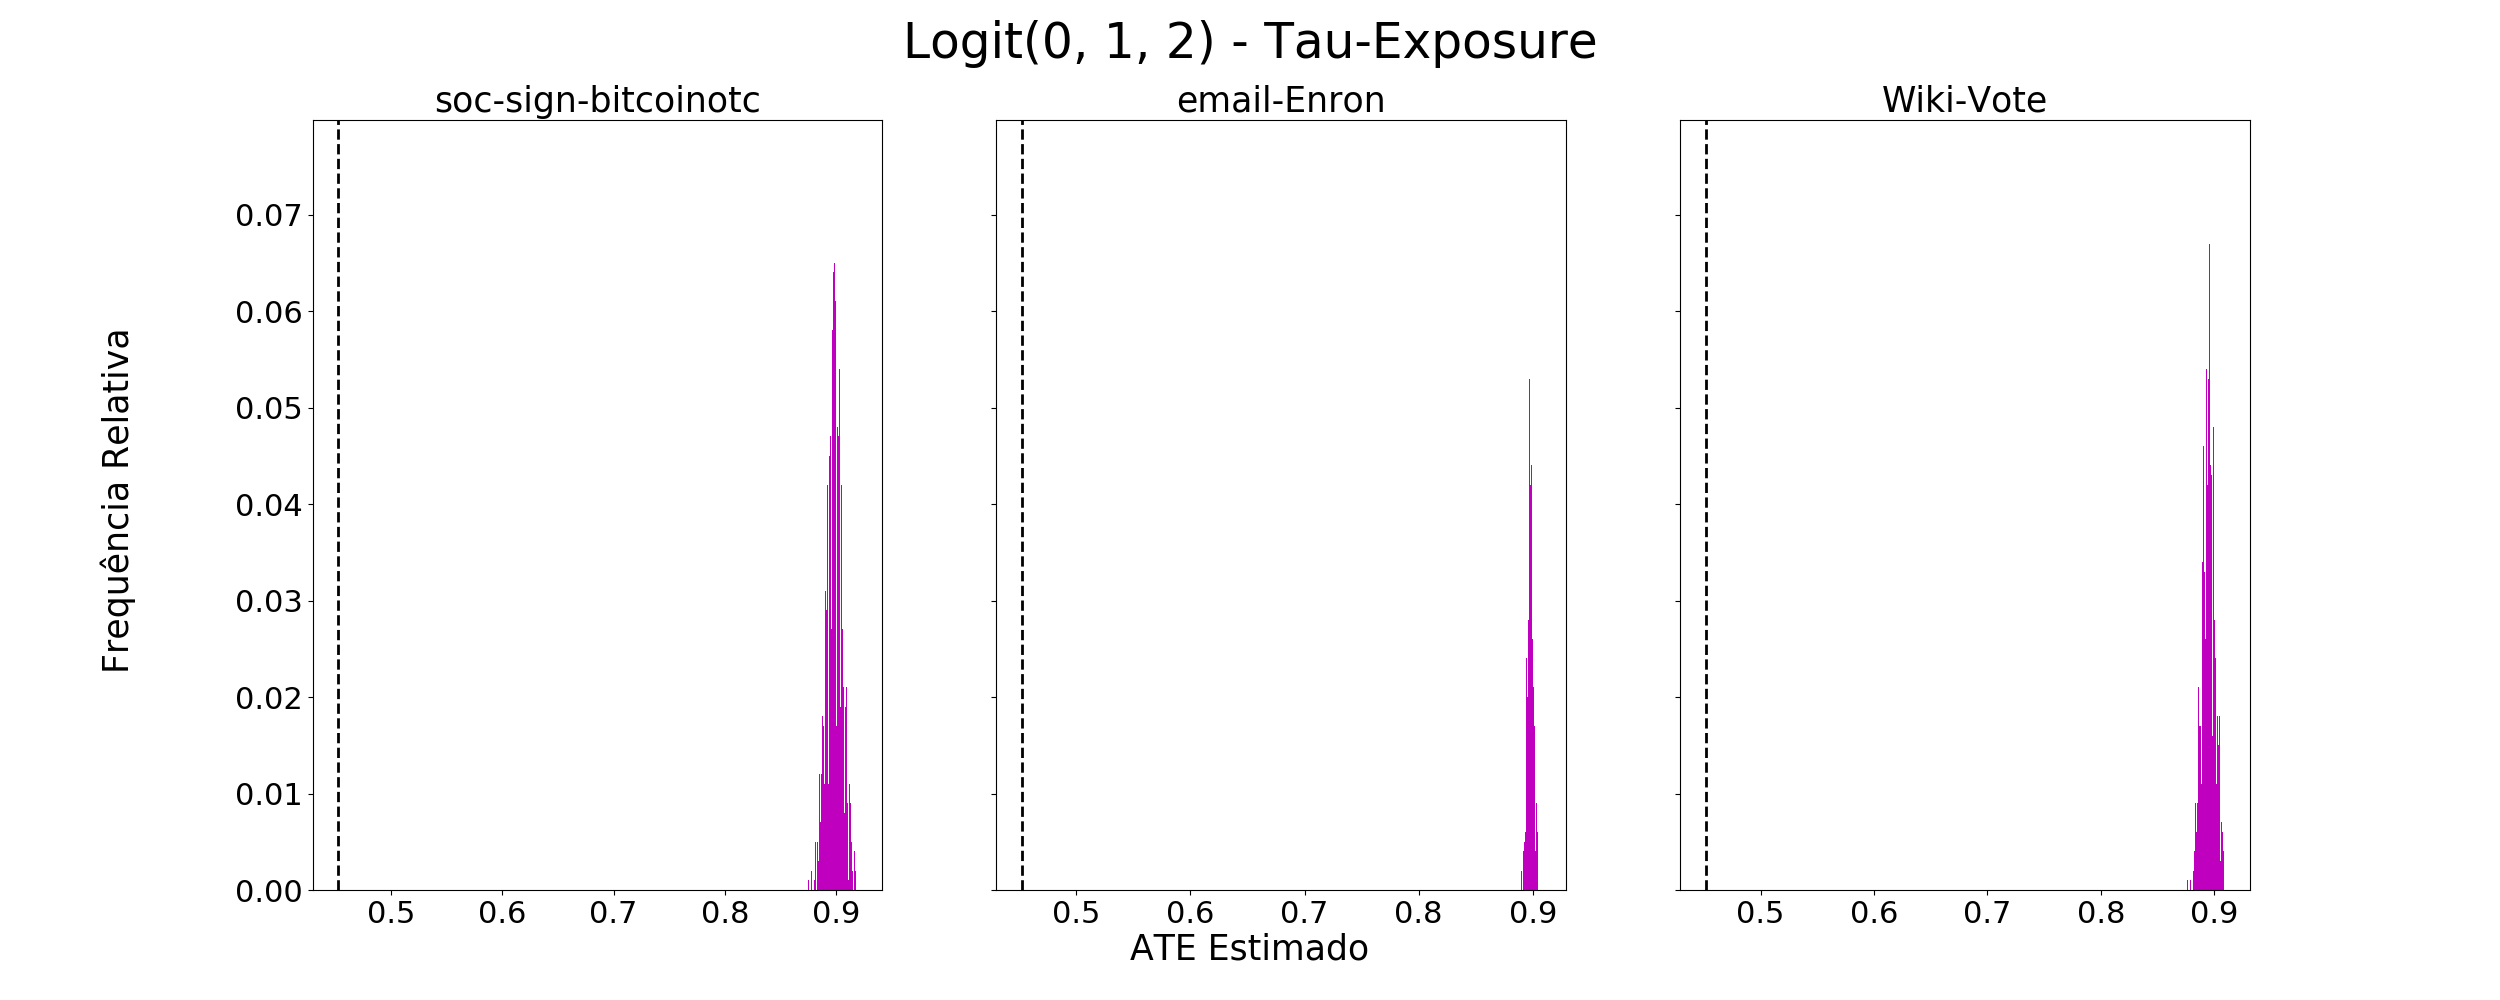 Logit(0, 1, 2) - Tau-Exposure
soc-sign-bitcoinotc
email-Enron
Wiki-Vote
Frequência Relativa
0.07
0.06
0.05
0.04
0.03
0.02
0.01
0.00
0.5 0.6 0.7 0.8 0.9
0.5 0.6 0.7 0.8 0.9
0.5 0.6 0.7 0.8 0.9
ATE Estimado